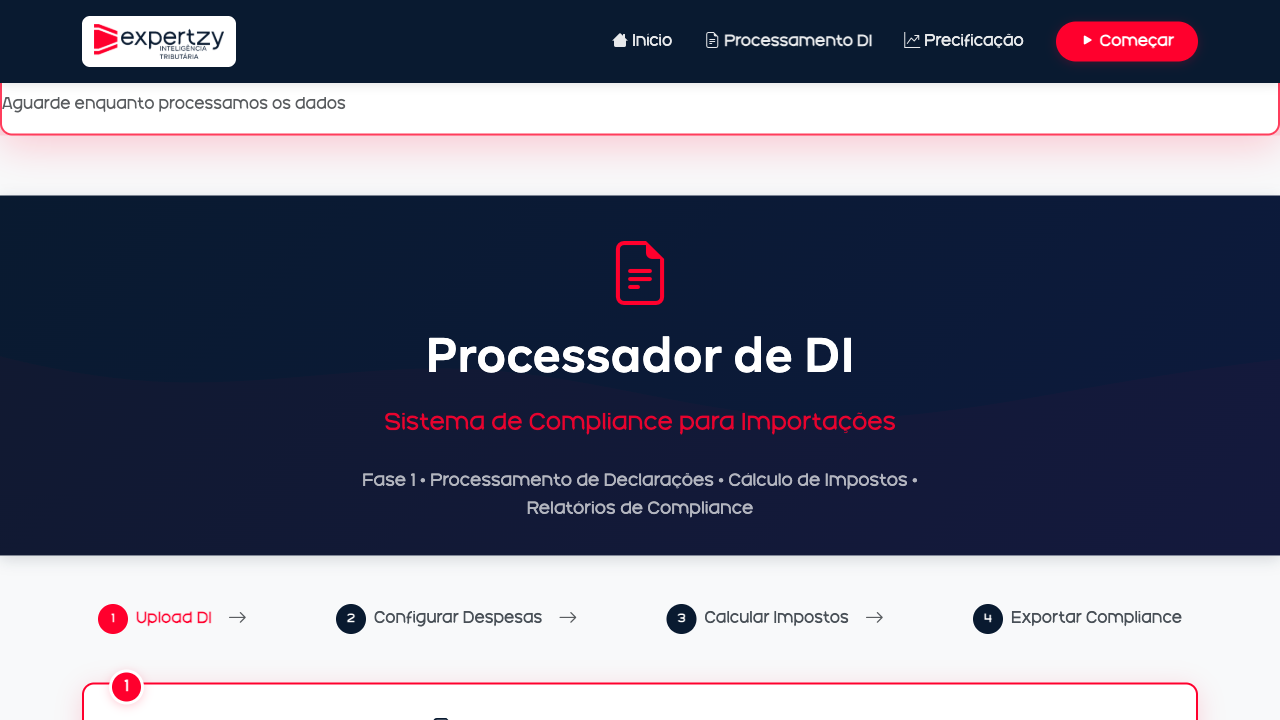 expertzy
INTELIGÊNCIA
TRIBUTÁRIA
Início
Processamento DI
Precificação
Começar
Aguarde enquanto processamos os dados
Processador de DI
Sistema de Compliance para Importações
Fase 1 • Processamento de Declarações • Cálculo de Impostos •
Relatórios de Compliance
1 Upload DI →
2 Configurar Despesas →
3 Calcular Impostos →
4 Exportar Compliance
1